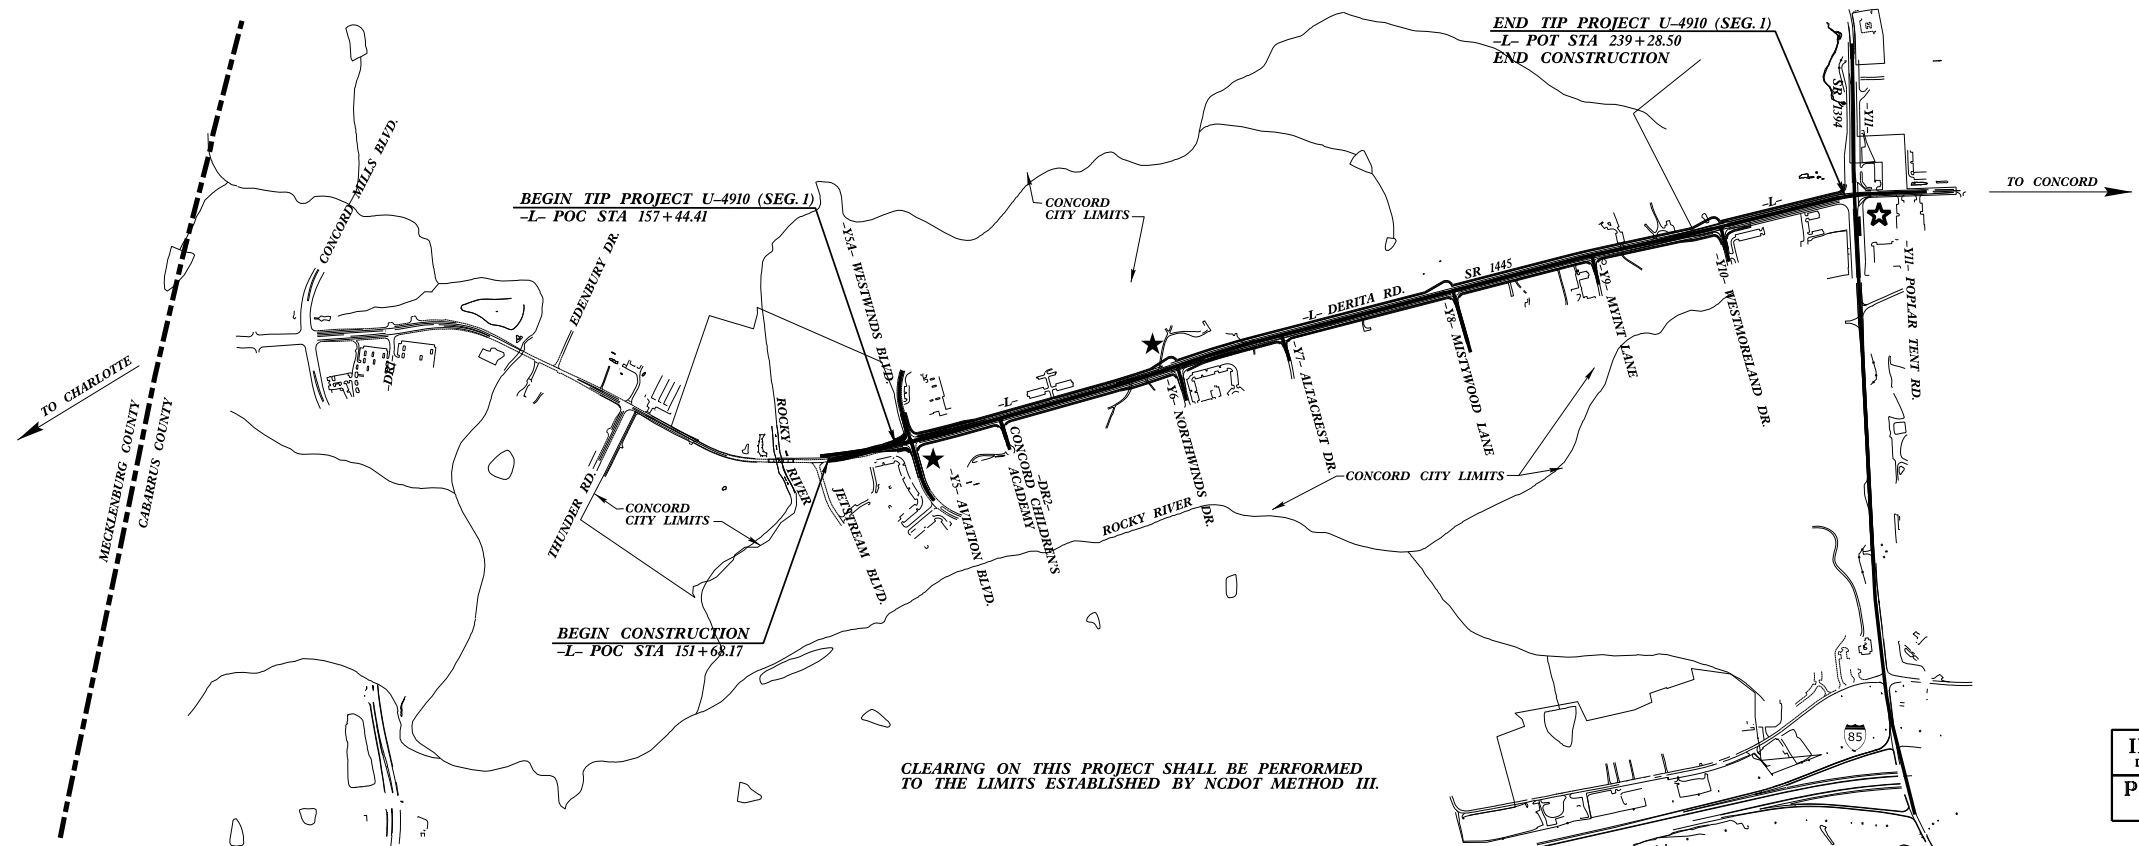 END TIP PROJECT U–4910 (SEG. 1)
–L– POT STA 239+28.50
END CONSTRUCTION
SR 1394
–Y11–
TO CONCORD
CONCORD MILLS BLVD.
BEGIN TIP PROJECT U–4910 (SEG. 1)
–L– POC STA 157+44.41
CONCORD
CITY LIMITS
–L–
EDENBURY DR.
–Y5A– WESTWINDS BLVD.
SR 1445
–L– DERITA RD.
–Y11– POPLAR TENT RD.
–Y10– WESTMORELAND DR.
–Y9– MYINT LANE
–Y8– MISTYWOOD LANE
–Y7– ALTACREST DR.
–Y6– NORTHWINDS DR.
TO CHARLOTTE
–DR1–
–L–
MECKLENBURG COUNTY
CABARRUS COUNTY
THUNDER RD.
ROCKY RIVER
CONCORD
CITY LIMITS
JETSTREAM BLVD.
–Y5– AVIATION BLVD.
–DR2–
CONCORD CHILDREN'S
ACADEMY
ROCKY RIVER
CONCORD CITY LIMITS
BEGIN CONSTRUCTION
–L– POC STA 151+68.17
85
CLEARING ON THIS PROJECT SHALL BE PERFORMED
TO THE LIMITS ESTABLISHED BY NCDOT METHOD III.